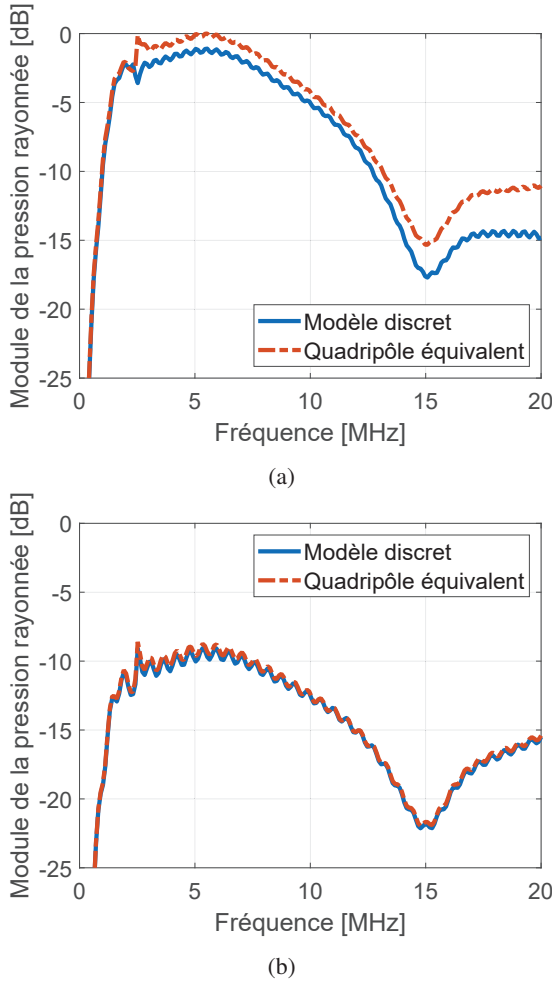 Module de la pression rayonnée [dB]
0
-5
-10
-15
-20
-25
Modèle discret
Quadripôle équivalent
0 5 10 15 20
Fréquence [MHz]
(a)
Module de la pression rayonnée [dB]
0
-5
-10
-15
-20
-25
Modèle discret
Quadripôle équivalent
0 5 10 15 20
Fréquence [MHz]
(b)